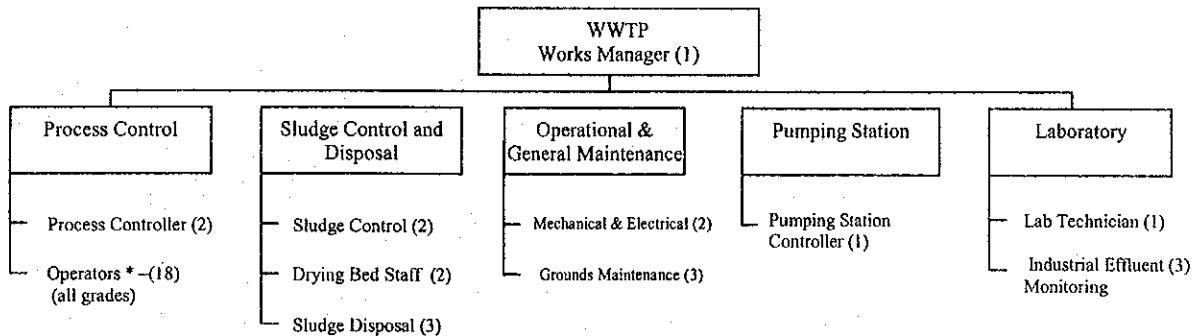 WWTP
Works Manager (1)
Process Control
Sludge Control and
Disposal
Operational &
General Maintenance
Pumping Station
Laboratory
Process Controller (2)
Operators * –(18)
(all grades)
Sludge Control (2)
Drying Bed Staff (2)
Sludge Disposal (3)
Mechanical & Electrical (2)
Grounds Maintenance (3)
Pumping Station
Controller (1)
Lab Technician (1)
Industrial Effluent (3)
Monitoring